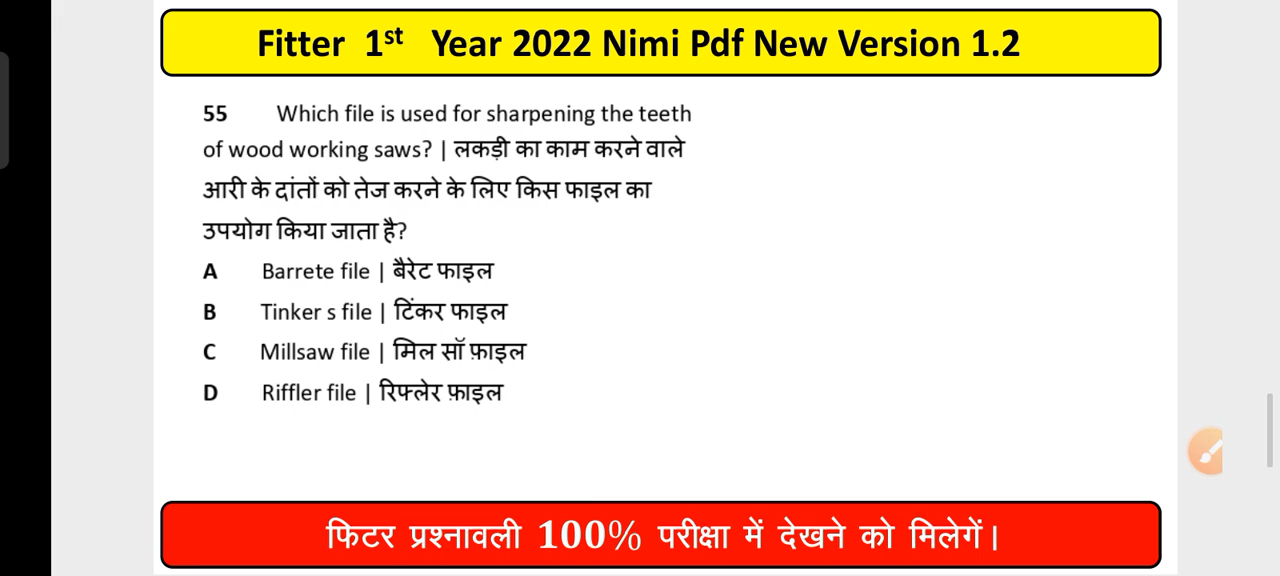 Fitter 1st Year 2022 Nimi Pdf New Version 1.2
55 Which file is used for sharpening the teeth
of wood working saws? | लकड़ी का काम करने वाले
आरी के दांतों को तेज करने के लिए किस फाइल का
उपयोग किया जाता है?
A Barrete file | बैरेट फाइल
B Tinker s file | टिंकर फाइल
C Millsaw file | मिल सॉ फ़ाइल
D Riffler file | रिफ्लेर फ़ाइल
फिटर प्रश्नावली 100% परीक्षा में देखने को मिलेगें।